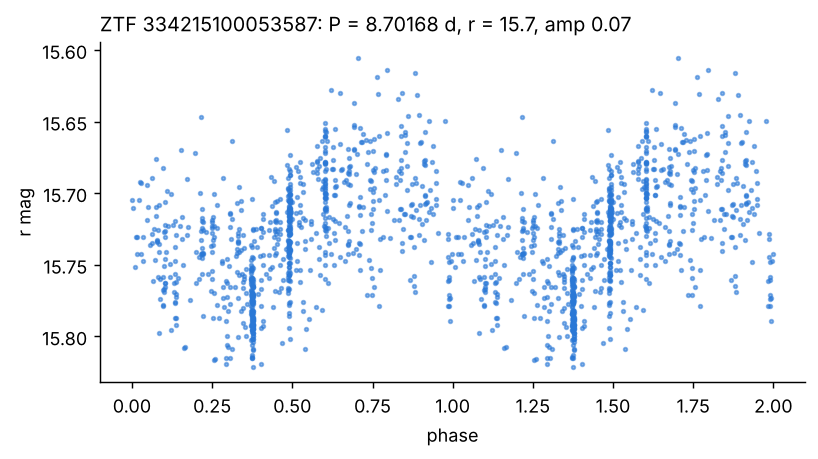 ZTF 334215100053587: P = 8.70168 d, r = 15.7, amp 0.07
15.60
15.65
15.70
15.75
15.80
r mag
0.00 0.25 0.50 0.75 1.00 1.25 1.50 1.75 2.00
phase